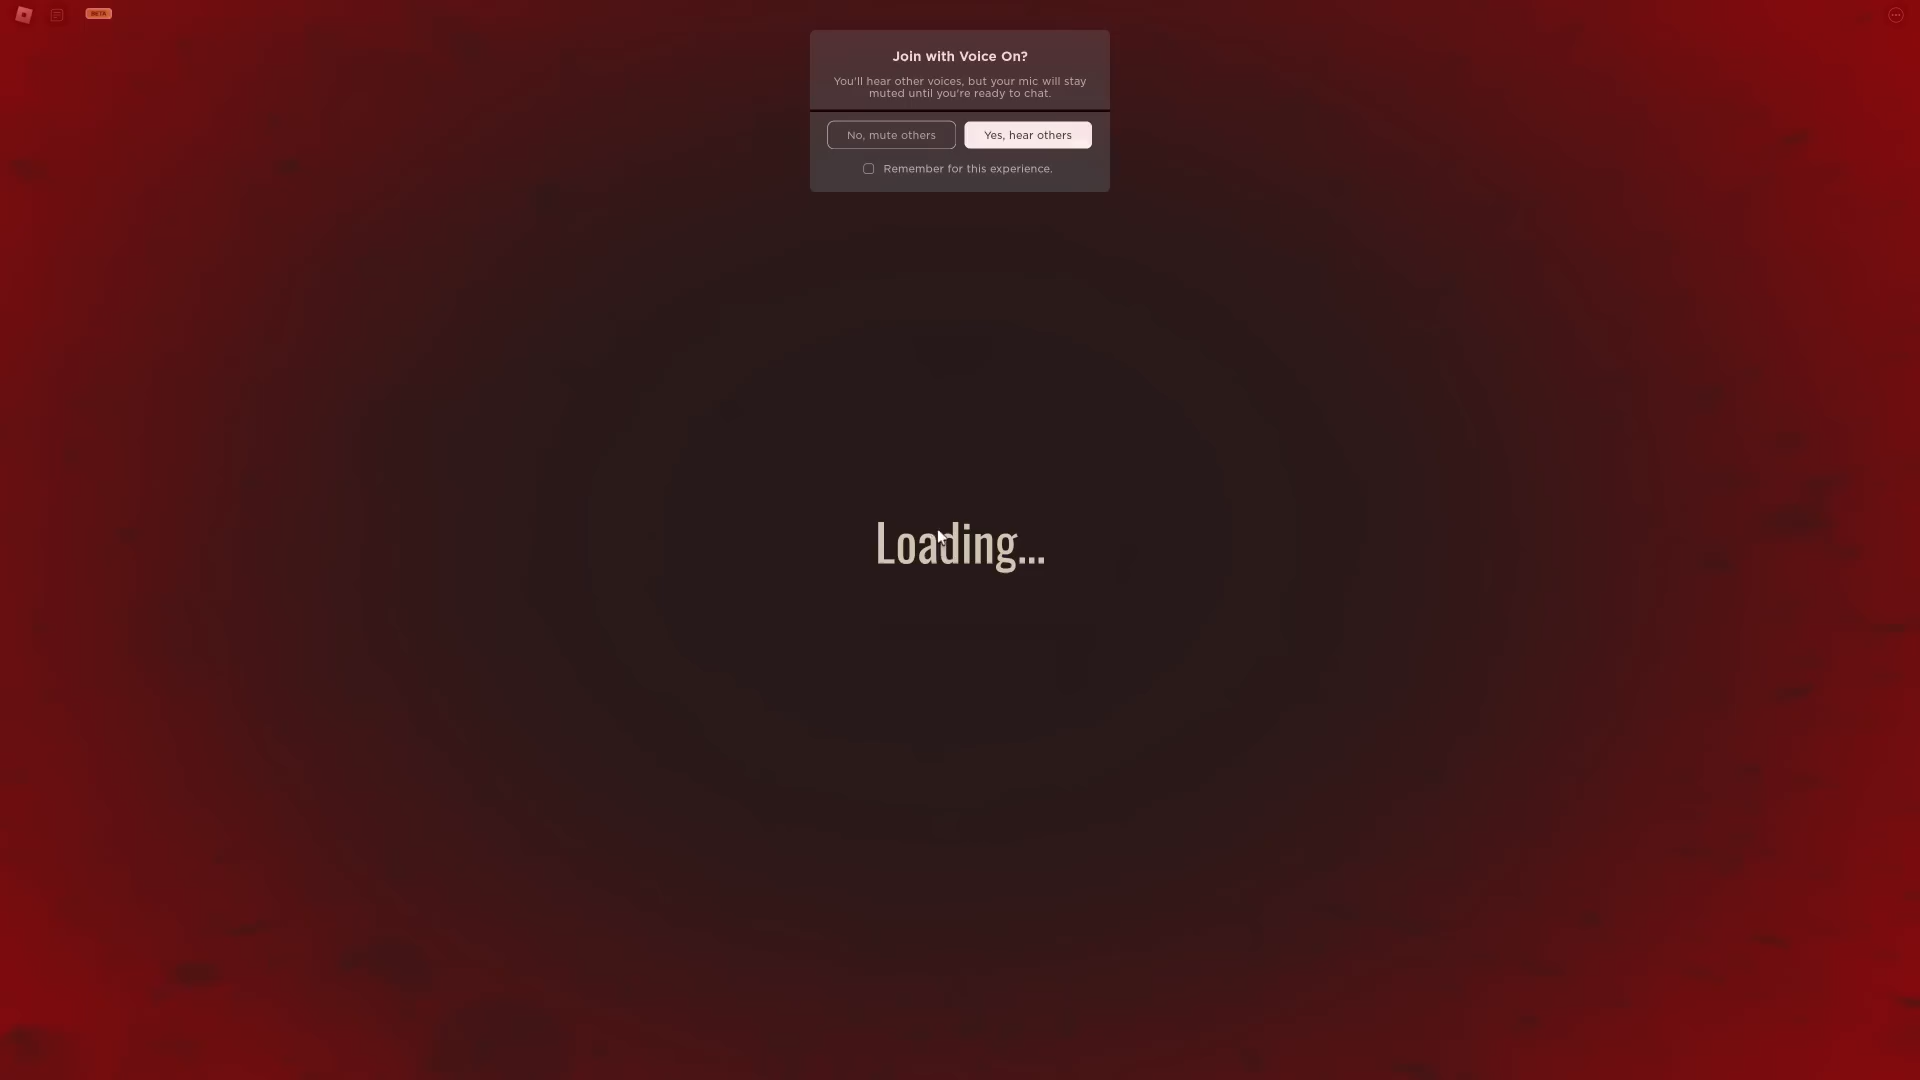 BETA
Join with Voice On?
You'll hear other voices, but your mic will stay
muted until you're ready to chat.
No, mute others
Yes, hear others
Remember for this experience.
Loading...